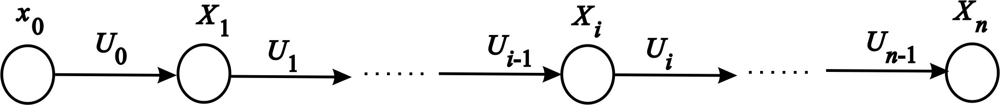 x0 U0 X1 U1 ...... Ui-1 Xi Ui ...... Un-1 Xn